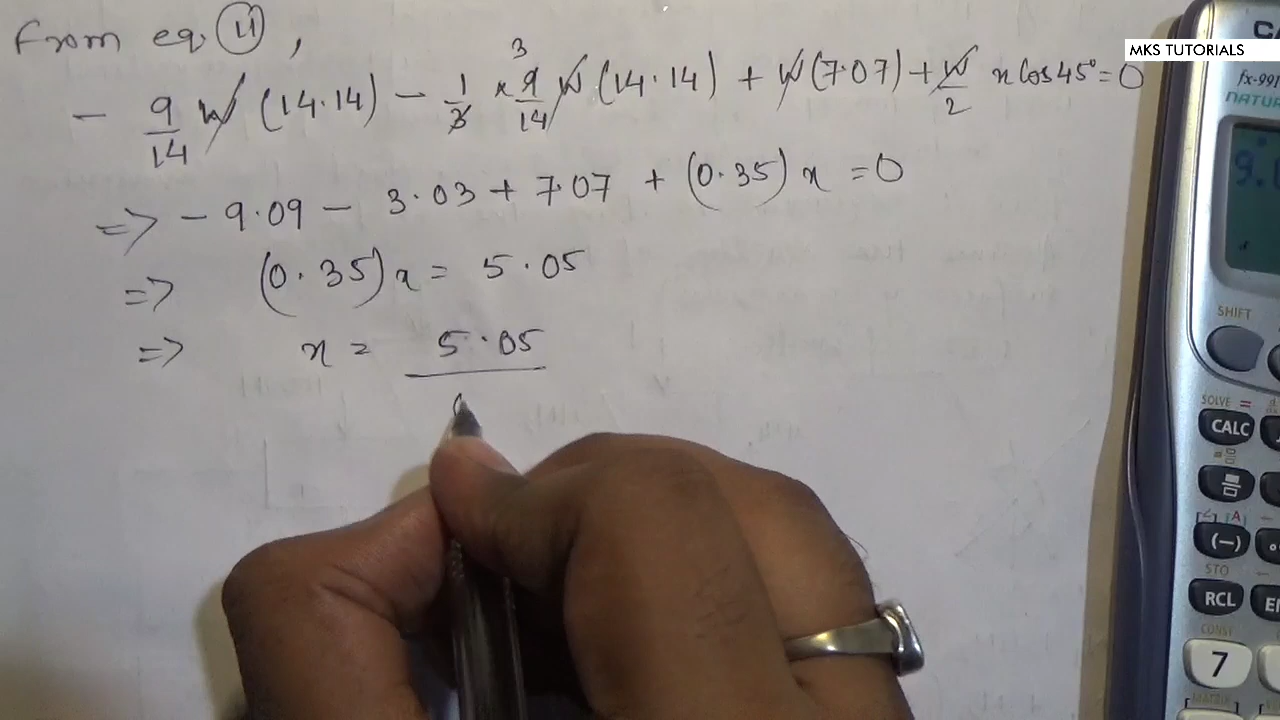 From eq (ii),
MKS TUTORIALS
- 9/14 W (14.14) - 1/3 x 3 9/14 W (14.14) + W (7.07) + W/2 x cos 45° = 0
=> - 9.09 - 3.03 + 7.07 + (0.35) x = 0
=> (0.35) x = 5.05
=> x = 5.05
fx-991
NATU
9.
SHIFT
SOLVE =
CALC
[A]
(-)
STO
RCL
CONST
7